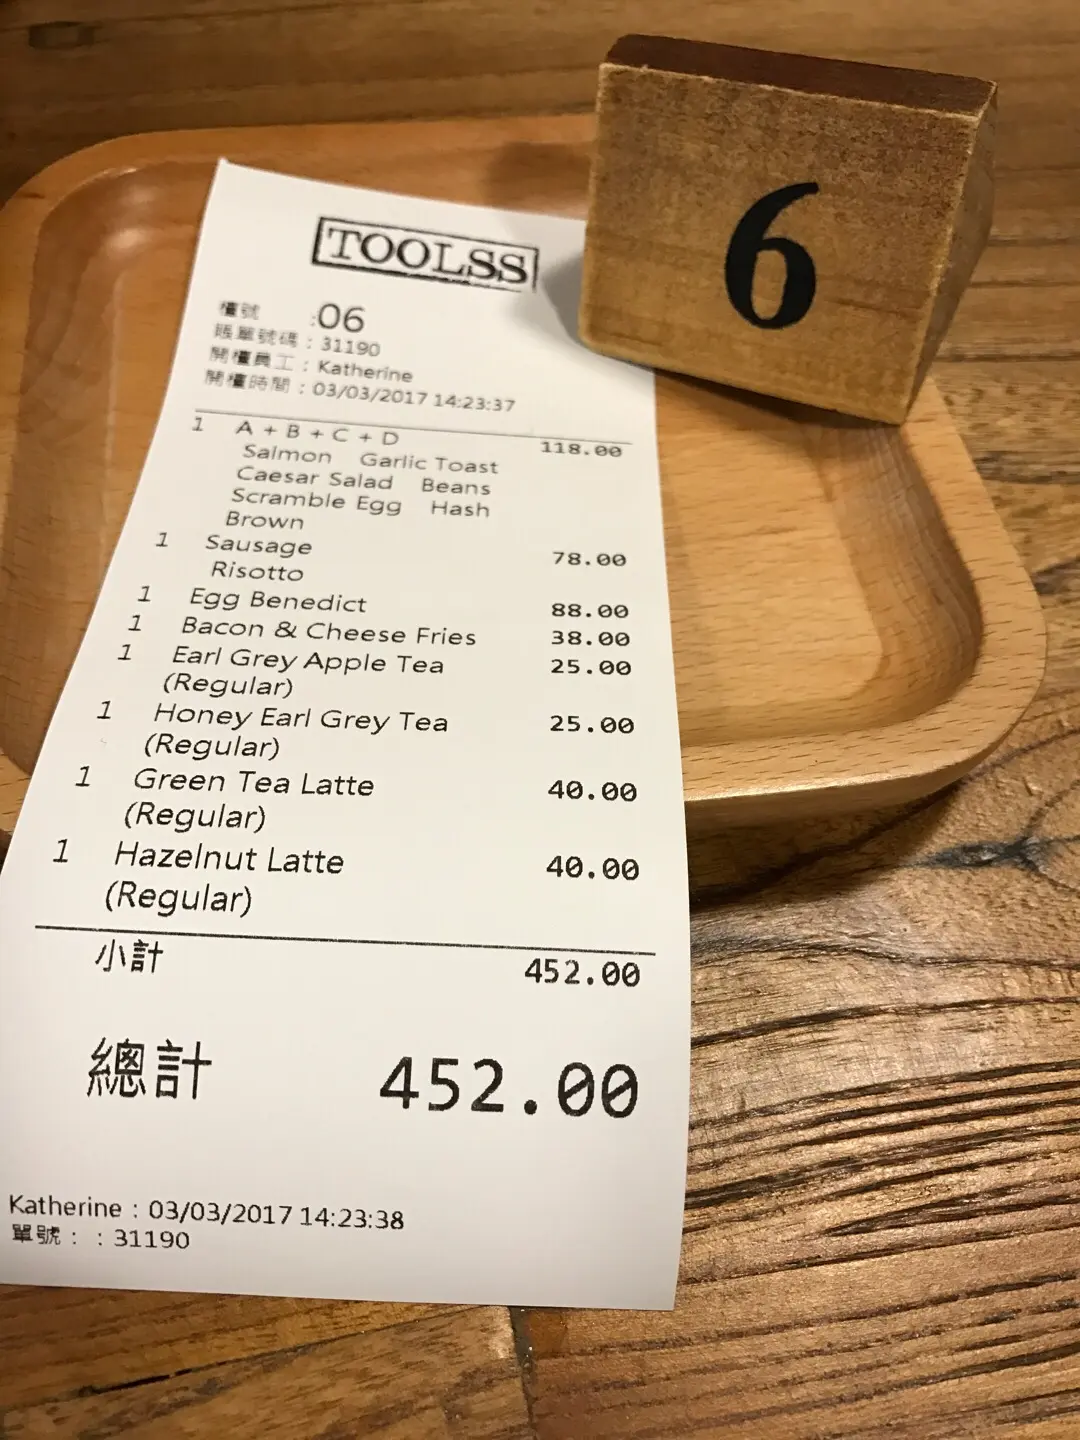 TOOLSS
6
檯號 :06
賬單號碼 : 31190
開檯員工 : Katherine
開檯時間 : 03/03/2017 14:23:37
1 A + B + C + D 118.00
Salmon Garlic Toast
Caesar Salad Beans
Scramble Egg Hash
Brown
1 Sausage 78.00
Risotto
1 Egg Benedict 88.00
1 Bacon & Cheese Fries 38.00
1 Earl Grey Apple Tea 25.00
(Regular)
1 Honey Earl Grey Tea 25.00
(Regular)
1 Green Tea Latte 40.00
(Regular)
1 Hazelnut Latte 40.00
(Regular)
小計 452.00
總計 452.00
Katherine : 03/03/2017 14:23:38
單號 : : 31190